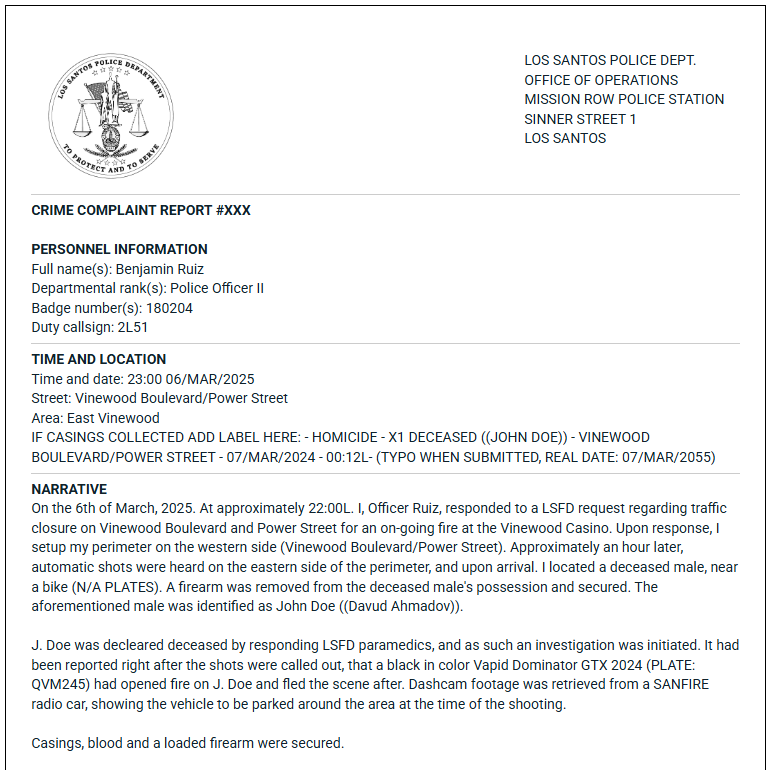 LOS SANTOS POLICE DEPARTMENT
TO PROTECT AND TO SERVE
LOS SANTOS POLICE DEPT.
OFFICE OF OPERATIONS
MISSION ROW POLICE STATION
SINNER STREET 1
LOS SANTOS
CRIME COMPLAINT REPORT #XXX
PERSONNEL INFORMATION
Full name(s): Benjamin Ruiz
Departmental rank(s): Police Officer II
Badge number(s): 180204
Duty callsign: 2L51
TIME AND LOCATION
Time and date: 23:00 06/MAR/2025
Street: Vinewood Boulevard/Power Street
Area: East Vinewood
IF CASINGS COLLECTED ADD LABEL HERE: - HOMICIDE - X1 DECEASED ((JOHN DOE)) - VINEWOOD
BOULEVARD/POWER STREET - 07/MAR/2024 - 00:12L- (TYPO WHEN SUBMITTED, REAL DATE: 07/MAR/2055)
NARRATIVE
On the 6th of March, 2025. At approximately 22:00L. I, Officer Ruiz, responded to a LSFD request regarding traffic
closure on Vinewood Boulevard and Power Street for an on-going fire at the Vinewood Casino. Upon response, I
setup my perimeter on the western side (Vinewood Boulevard/Power Street). Approximately an hour later,
automatic shots were heard on the eastern side of the perimeter, and upon arrival. I located a deceased male, near
a bike (N/A PLATES). A firearm was removed from the deceased male's possession and secured. The
aforementioned male was identified as John Doe ((Davud Ahmadov)).
J. Doe was decleared deceased by responding LSFD paramedics, and as such an investigation was initiated. It had
been reported right after the shots were called out, that a black in color Vapid Dominator GTX 2024 (PLATE:
QVM245) had opened fire on J. Doe and fled the scene after. Dashcam footage was retrieved from a SANFIRE
radio car, showing the vehicle to be parked around the area at the time of the shooting.
Casings, blood and a loaded firearm were secured.